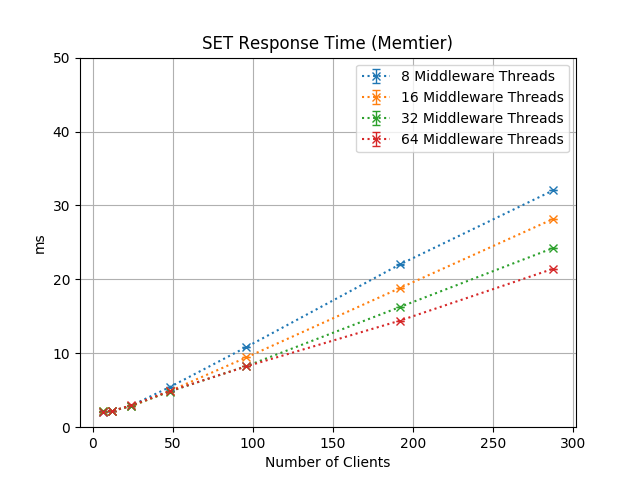 SET Response Time (Memtier)
50
40
30
20
10
0
ms
8 Middleware Threads
16 Middleware Threads
32 Middleware Threads
64 Middleware Threads
0 50 100 150 200 250 300
Number of Clients